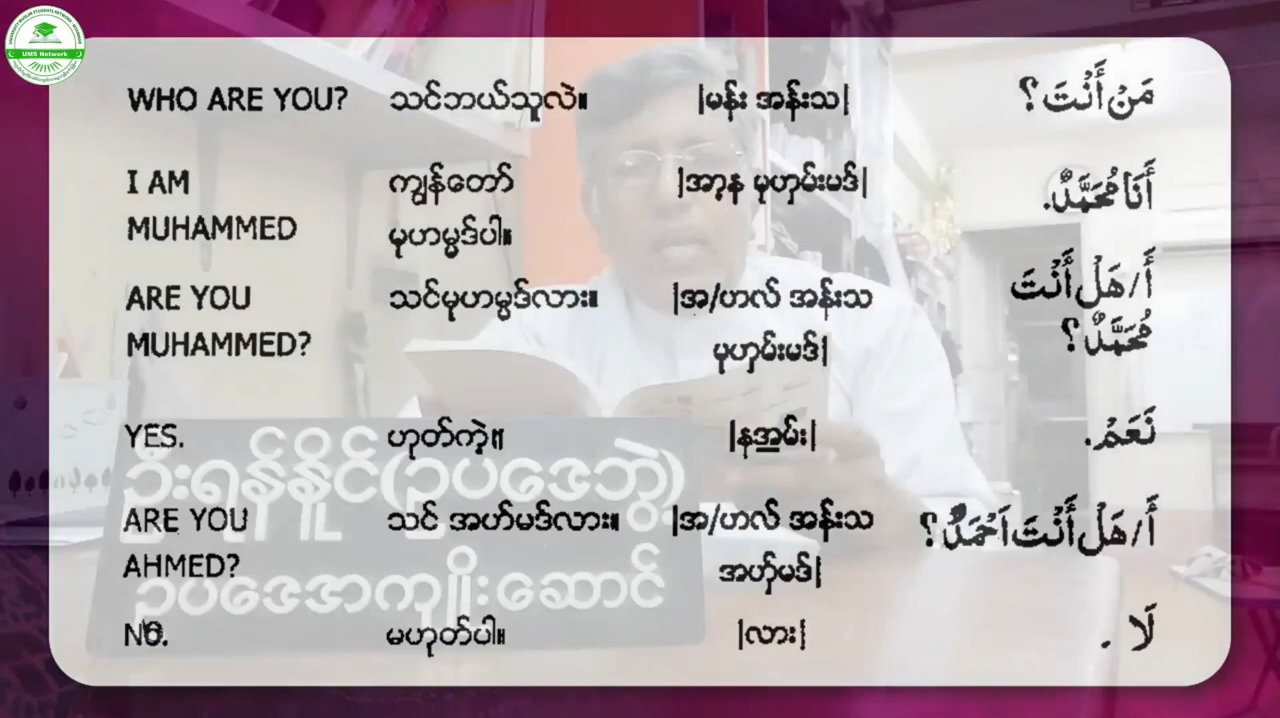 UMS Network
WHO ARE YOU? သင်ဘယ်သူလဲ။ |မန်း အန်းသ| مَنْ أَنْتَ؟
I AM ကျွန်တော် |အာ့န မုဟှမ်းမဒ်| أَنَا مُحَمَّدٌ.
MUHAMMED မုဟမ္မဒ်ပါ။
ARE YOU သင်မုဟမ္မဒ်လား။ |အ/ဟလ် အန်းသ أَ/هَلْ أَنْتَ
MUHAMMED? မုဟှမ်းမဒ်| مُحَمَّدٌ؟
YES. ဟုတ်ကဲ့။ |နအမ်း| نَعَمْ.
ဦးရန်နိုင်(ဥပဒေဘွဲ့)
ARE YOU သင် အဟ်မဒ်လား။ |အ/ဟလ် အန်းသ أَ/هَلْ أَنْتَ اَحْمَدٌ؟
AHMED? အဟှ်မဒ်|
ဥပဒေအကျိုးဆောင်
NO. မဟုတ်ပါ။ |လား| لَا .